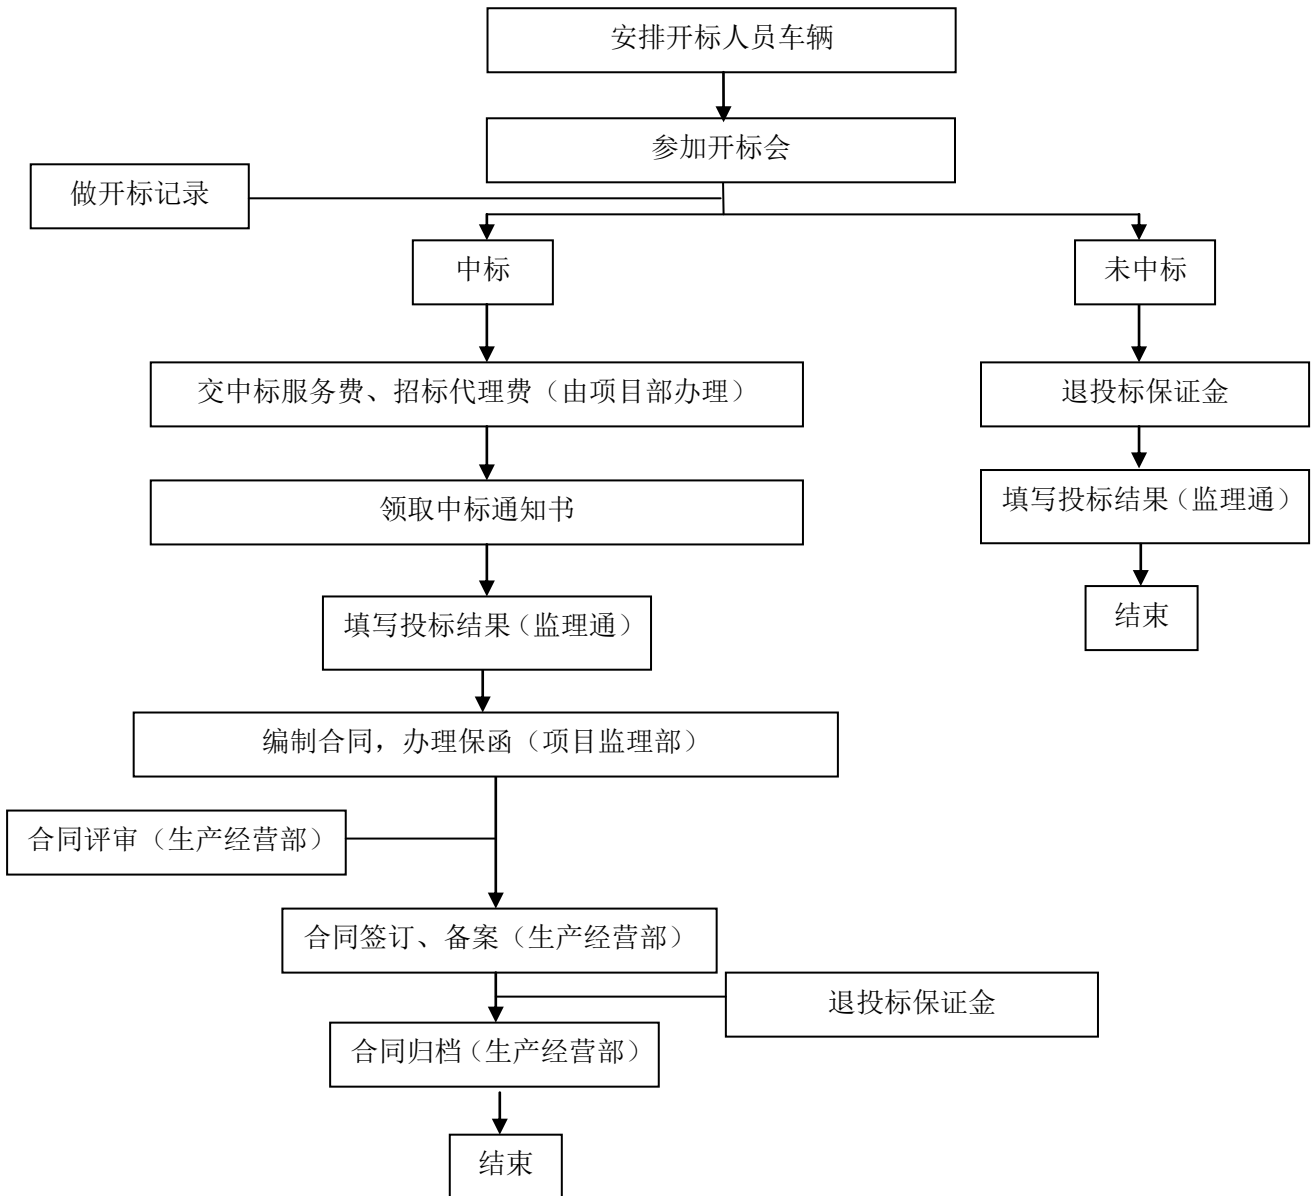 安排开标人员车辆
参加开标会
做开标记录
中标
未中标
交中标服务费、招标代理费（由项目部办理）
退投标保证金
领取中标通知书
填写投标结果（监理通）
填写投标结果（监理通）
结束
编制合同，办理保函（项目监理部）
合同评审（生产经营部）
合同签订、备案（生产经营部）
退投标保证金
合同归档（生产经营部）
结束